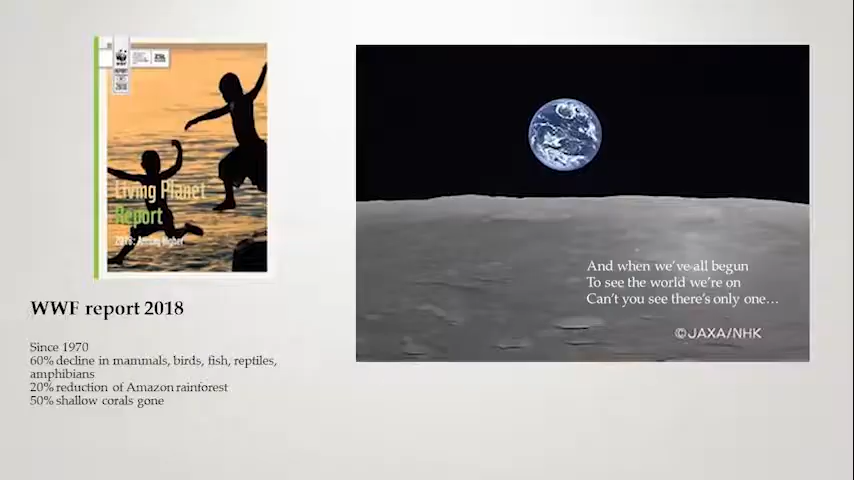 WWF
Living Planet
Report
2018: Aiming Higher
WWF report 2018
Since 1970
60% decline in mammals, birds, fish, reptiles,
amphibians
20% reduction of Amazon rainforest
50% shallow corals gone
And when we've all begun
To see the world we're on
Can't you see there's only one…
©JAXA/NHK